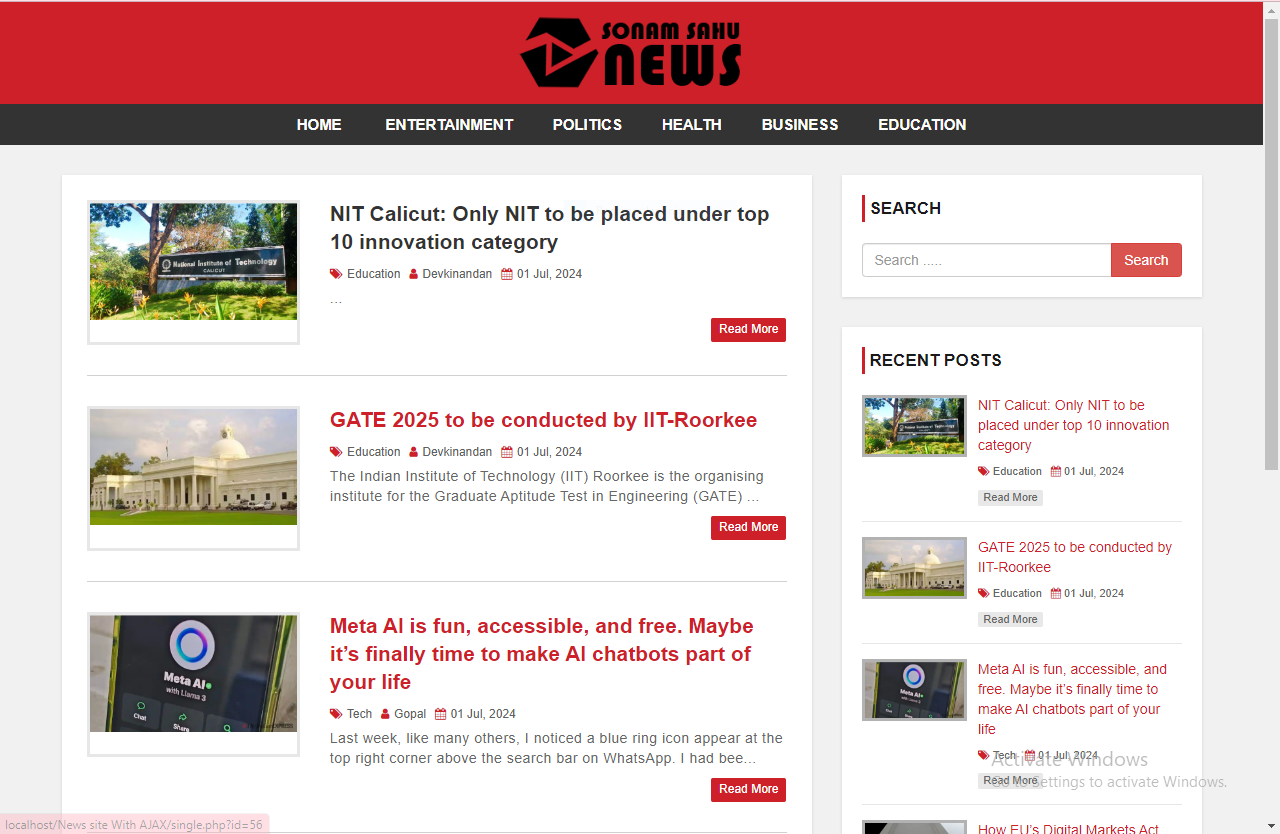 SONAM SAHU
NEWS
HOME ENTERTAINMENT POLITICS HEALTH BUSINESS EDUCATION
National Institute of Technology
CALICUT
NIT Calicut: Only NIT to be placed under top
10 innovation category
Education Devkinandan 01 Jul, 2024
...
Read More
GATE 2025 to be conducted by IIT-Roorkee
Education Devkinandan 01 Jul, 2024
The Indian Institute of Technology (IIT) Roorkee is the organising
institute for the Graduate Aptitude Test in Engineering (GATE) ...
Read More
Meta AI
with Llama 3
Chat
Share
Meta AI is fun, accessible, and free. Maybe
it’s finally time to make AI chatbots part of
your life
Tech Gopal 01 Jul, 2024
Last week, like many others, I noticed a blue ring icon appear at the
top right corner above the search bar on WhatsApp. I had bee...
Read More
SEARCH
Search .....
Search
RECENT POSTS
NIT Calicut: Only NIT to be
placed under top 10 innovation
category
Education 01 Jul, 2024
Read More
GATE 2025 to be conducted by
IIT-Roorkee
Education 01 Jul, 2024
Read More
Meta AI
Meta AI is fun, accessible, and
free. Maybe it’s finally time to
make AI chatbots part of your
life
Tech 01 Jul, 2024
Read More
How EU’s Digital Markets Act
Activate Windows
Go to Settings to activate Windows.
localhost/News site With AJAX/single.php?id=56